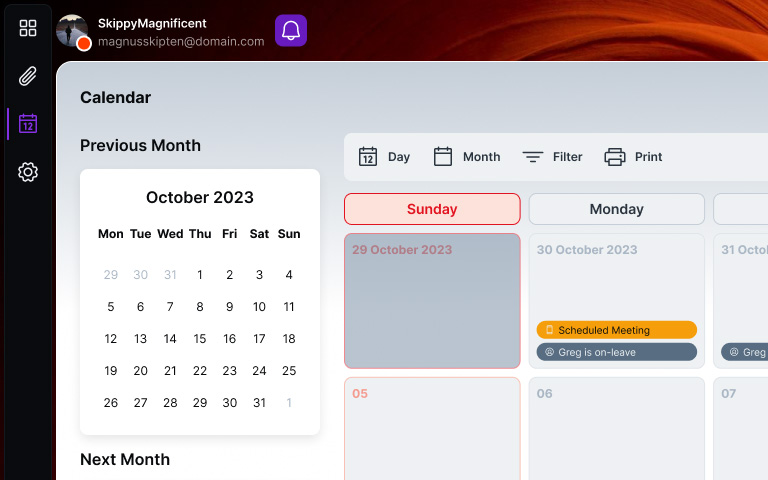 SkippyMagnificent
magnusskipten@domain.com
12
Calendar
Previous Month
October 2023
Mon Tue Wed Thu Fri Sat Sun
29 30 31 1 2 3 4
5 6 7 8 9 10 11
12 13 14 15 16 17 18
19 20 21 22 23 24 25
26 27 28 29 30 31 1
Next Month
12 Day Month Filter Print
Sunday Monday
29 October 2023 30 October 2023 31 Octo
Scheduled Meeting
Greg is on-leave Greg
05 06 07